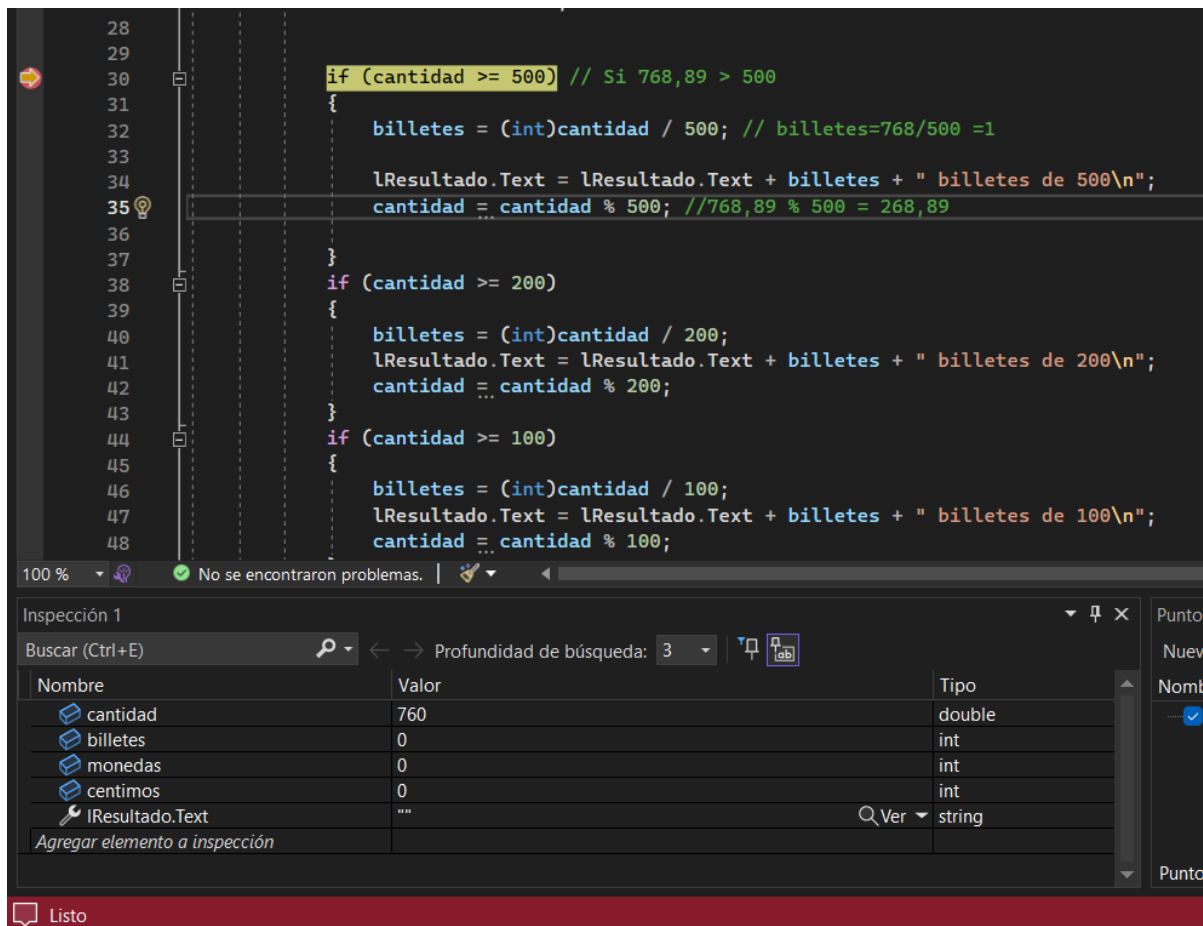 28
29
30 if (cantidad >= 500) // Si 768,89 > 500
31 {
32 billetes = (int)cantidad / 500; // billetes=768/500 =1
33
34 lResultado.Text = lResultado.Text + billetes + " billetes de 500\n";
35 cantidad = cantidad % 500; //768,89 % 500 = 268,89
36
37 }
38 if (cantidad >= 200)
39 {
40 billetes = (int)cantidad / 200;
41 lResultado.Text = lResultado.Text + billetes + " billetes de 200\n";
42 cantidad = cantidad % 200;
43 }
44 if (cantidad >= 100)
45 {
46 billetes = (int)cantidad / 100;
47 lResultado.Text = lResultado.Text + billetes + " billetes de 100\n";
48 cantidad = cantidad % 100;
100 % No se encontraron problemas.
Inspección 1 Punto
Buscar (Ctrl+E) Profundidad de búsqueda: 3 Nuev
Nombre Valor Tipo Nomb
cantidad 760 double
billetes 0 int
monedas 0 int
centimos 0 int
lResultado.Text "" Ver string
Agregar elemento a inspección
Punto
Listo